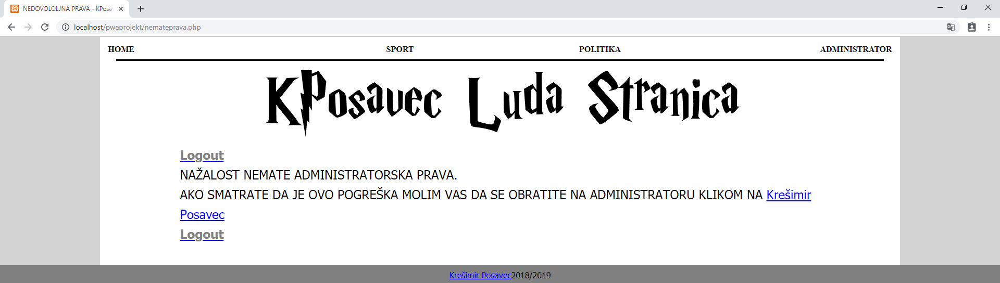 NEDOVOLOLJNA PRAVA - KPosav
localhost/pwaprojekt/nemateprava.php
HOME SPORT POLITIKA ADMINISTRATOR
KPosavec Luda Stranica
Logout
NAŽALOST NEMATE ADMINISTRATORSKA PRAVA.
AKO SMATRATE DA JE OVO POGREŠKA MOLIM VAS DA SE OBRATITE NA ADMINISTRATORU KLIKOM NA Krešimir
Posavec
Logout
Krešimir Posavec2018/2019